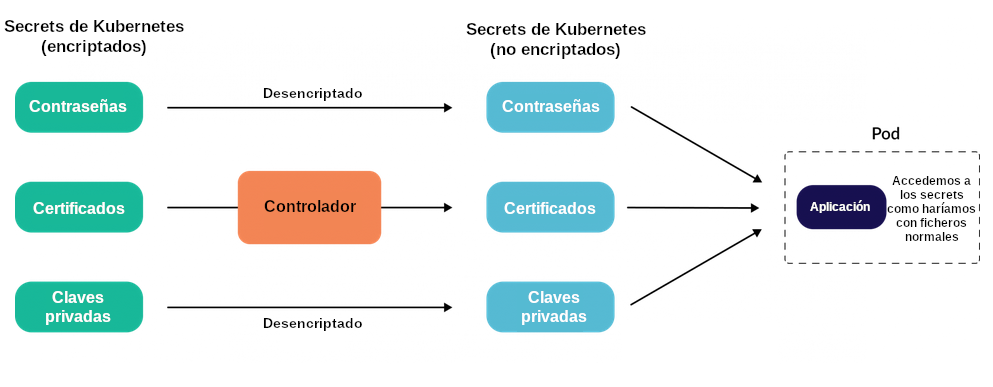 Secrets de Kubernetes
(encriptados)
Secrets de Kubernetes
(no encriptados)
Contraseñas
Desencriptado
Contraseñas
Pod
Certificados
Controlador
Certificados
Aplicación
Accedemos a
los secrets
como haríamos
con ficheros
normales
Claves
privadas
Desencriptado
Claves
privadas